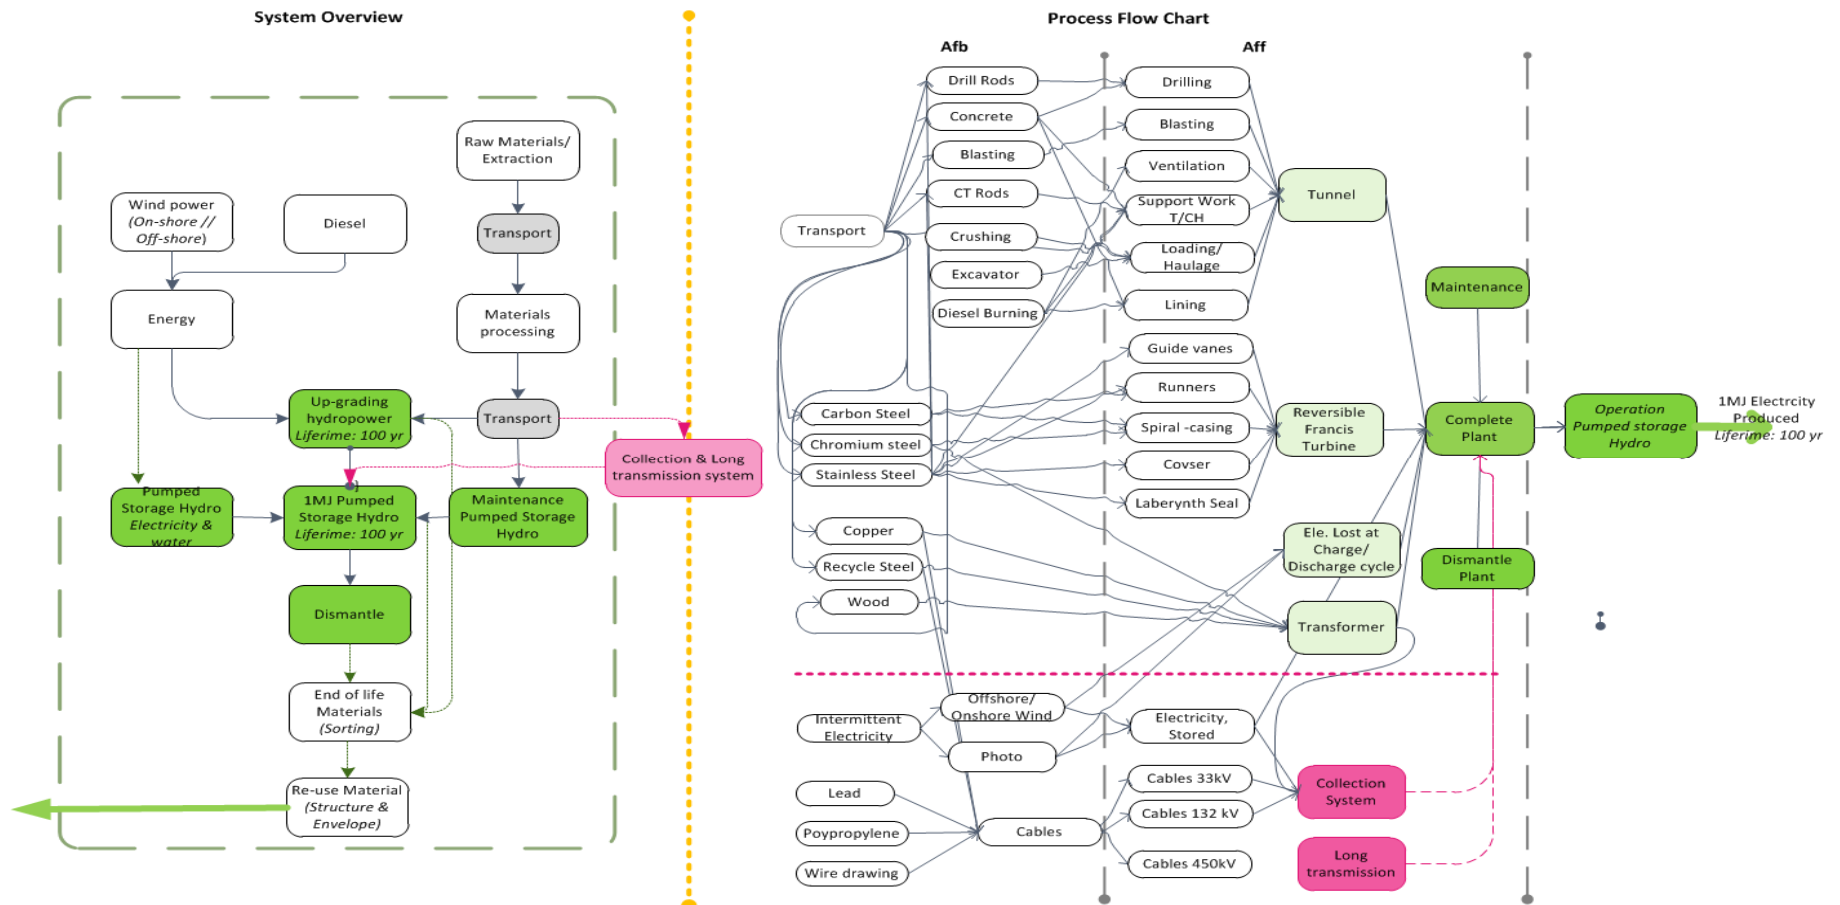 System Overview
Raw Materials/
Extraction
Wind power
(On-shore //
Off-shore)
Diesel
Transport
Energy
Materials
processing
Up-grading
hydropower
Liferime: 100 yr
Transport
Collection & Long
transmission system
Pumped
Storage Hydro
Electricity &
water
1MJ Pumped
Storage Hydro
Liferime: 100 yr
Maintenance
Pumped Storage
Hydro
Dismantle
End of life
Materials
(Sorting)
Re-use Material
(Structure &
Envelope)
Process Flow Chart
Afb
Aff
Transport
Drill Rods
Concrete
Blasting
CT Rods
Crushing
Excavator
Diesel Burning
Carbon Steel
Chromium steel
Stainless Steel
Copper
Recycle Steel
Wood
Intermittent
Electricity
Offshore/
Onshore Wind
Photo
Lead
Poypropylene
Wire drawing
Cables
Drilling
Blasting
Ventilation
Support Work
T/CH
Loading/
Haulage
Lining
Guide vanes
Runners
Spiral -casing
Covser
Laberynth Seal
Electricity,
Stored
Cables 33kV
Cables 132 kV
Cables 450kV
Tunnel
Reversible
Francis
Turbine
Ele. Lost at
Charge/
Discharge cycle
Transformer
Collection
System
Long
transmission
Maintenance
Complete
Plant
Dismantle
Plant
Operation
Pumped storage
Hydro
1MJ Electrcity
Produced
Liferime: 100 yr